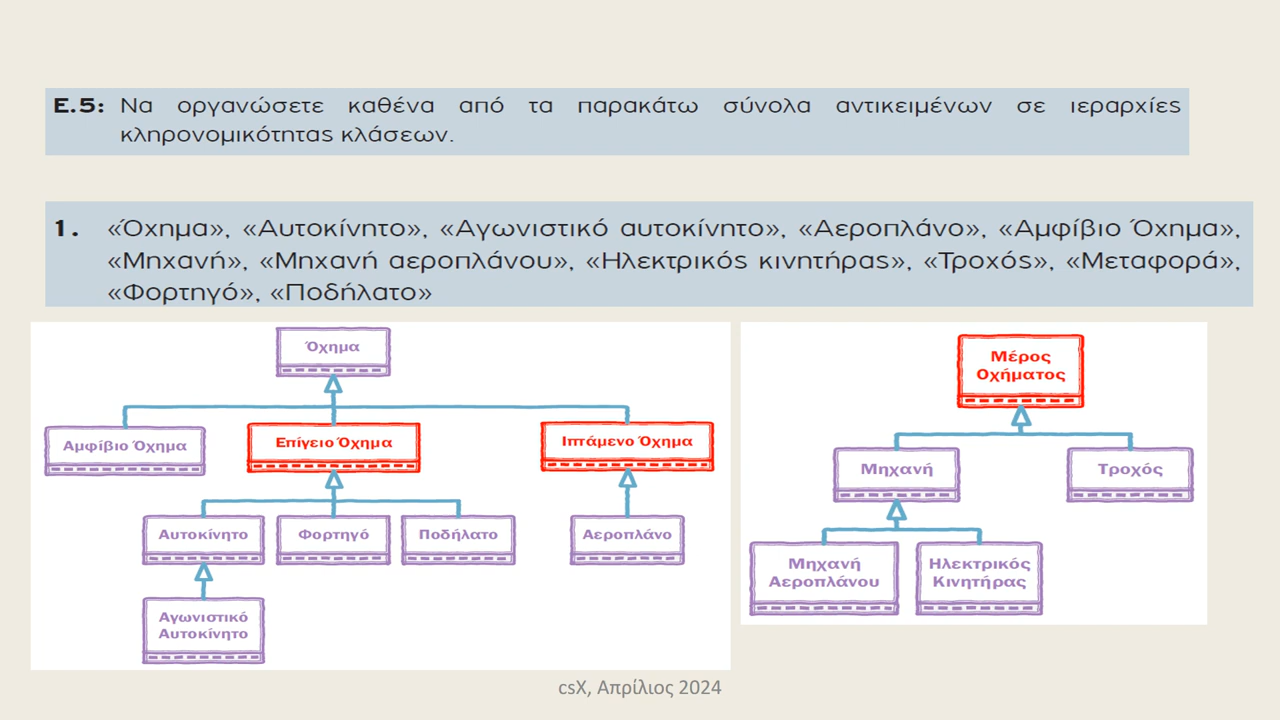 Ε.5: Να οργανώσετε καθένα από τα παρακάτω σύνολα αντικειμένων σε ιεραρχίες
κληρονομικότητας κλάσεων.
1. «Όχημα», «Αυτοκίνητο», «Αγωνιστικό αυτοκίνητο», «Αεροπλάνο», «Αμφίβιο Όχημα»,
«Μηχανή», «Μηχανή αεροπλάνου», «Ηλεκτρικός κινητήρας», «Τροχός», «Μεταφορά»,
«Φορτηγό», «Ποδήλατο»
Όχημα
Αμφίβιο Όχημα
Επίγειο Όχημα
Ιπτάμενο Όχημα
Αυτοκίνητο
Φορτηγό
Ποδήλατο
Αεροπλάνο
Αγωνιστικό
Αυτοκίνητο
Μέρος
Οχήματος
Μηχανή
Τροχός
Μηχανή
Αεροπλάνου
Ηλεκτρικός
Κινητήρας
csX, Απρίλιος 2024